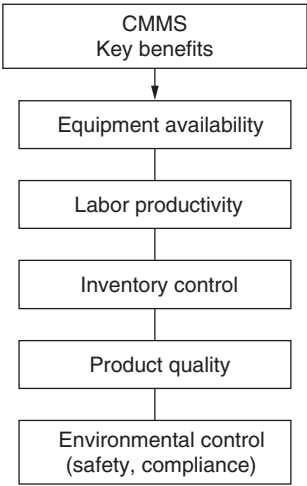 CMMS
Key benefits
Equipment availability
Labor productivity
Inventory control
Product quality
Environmental control
(safety, compliance)